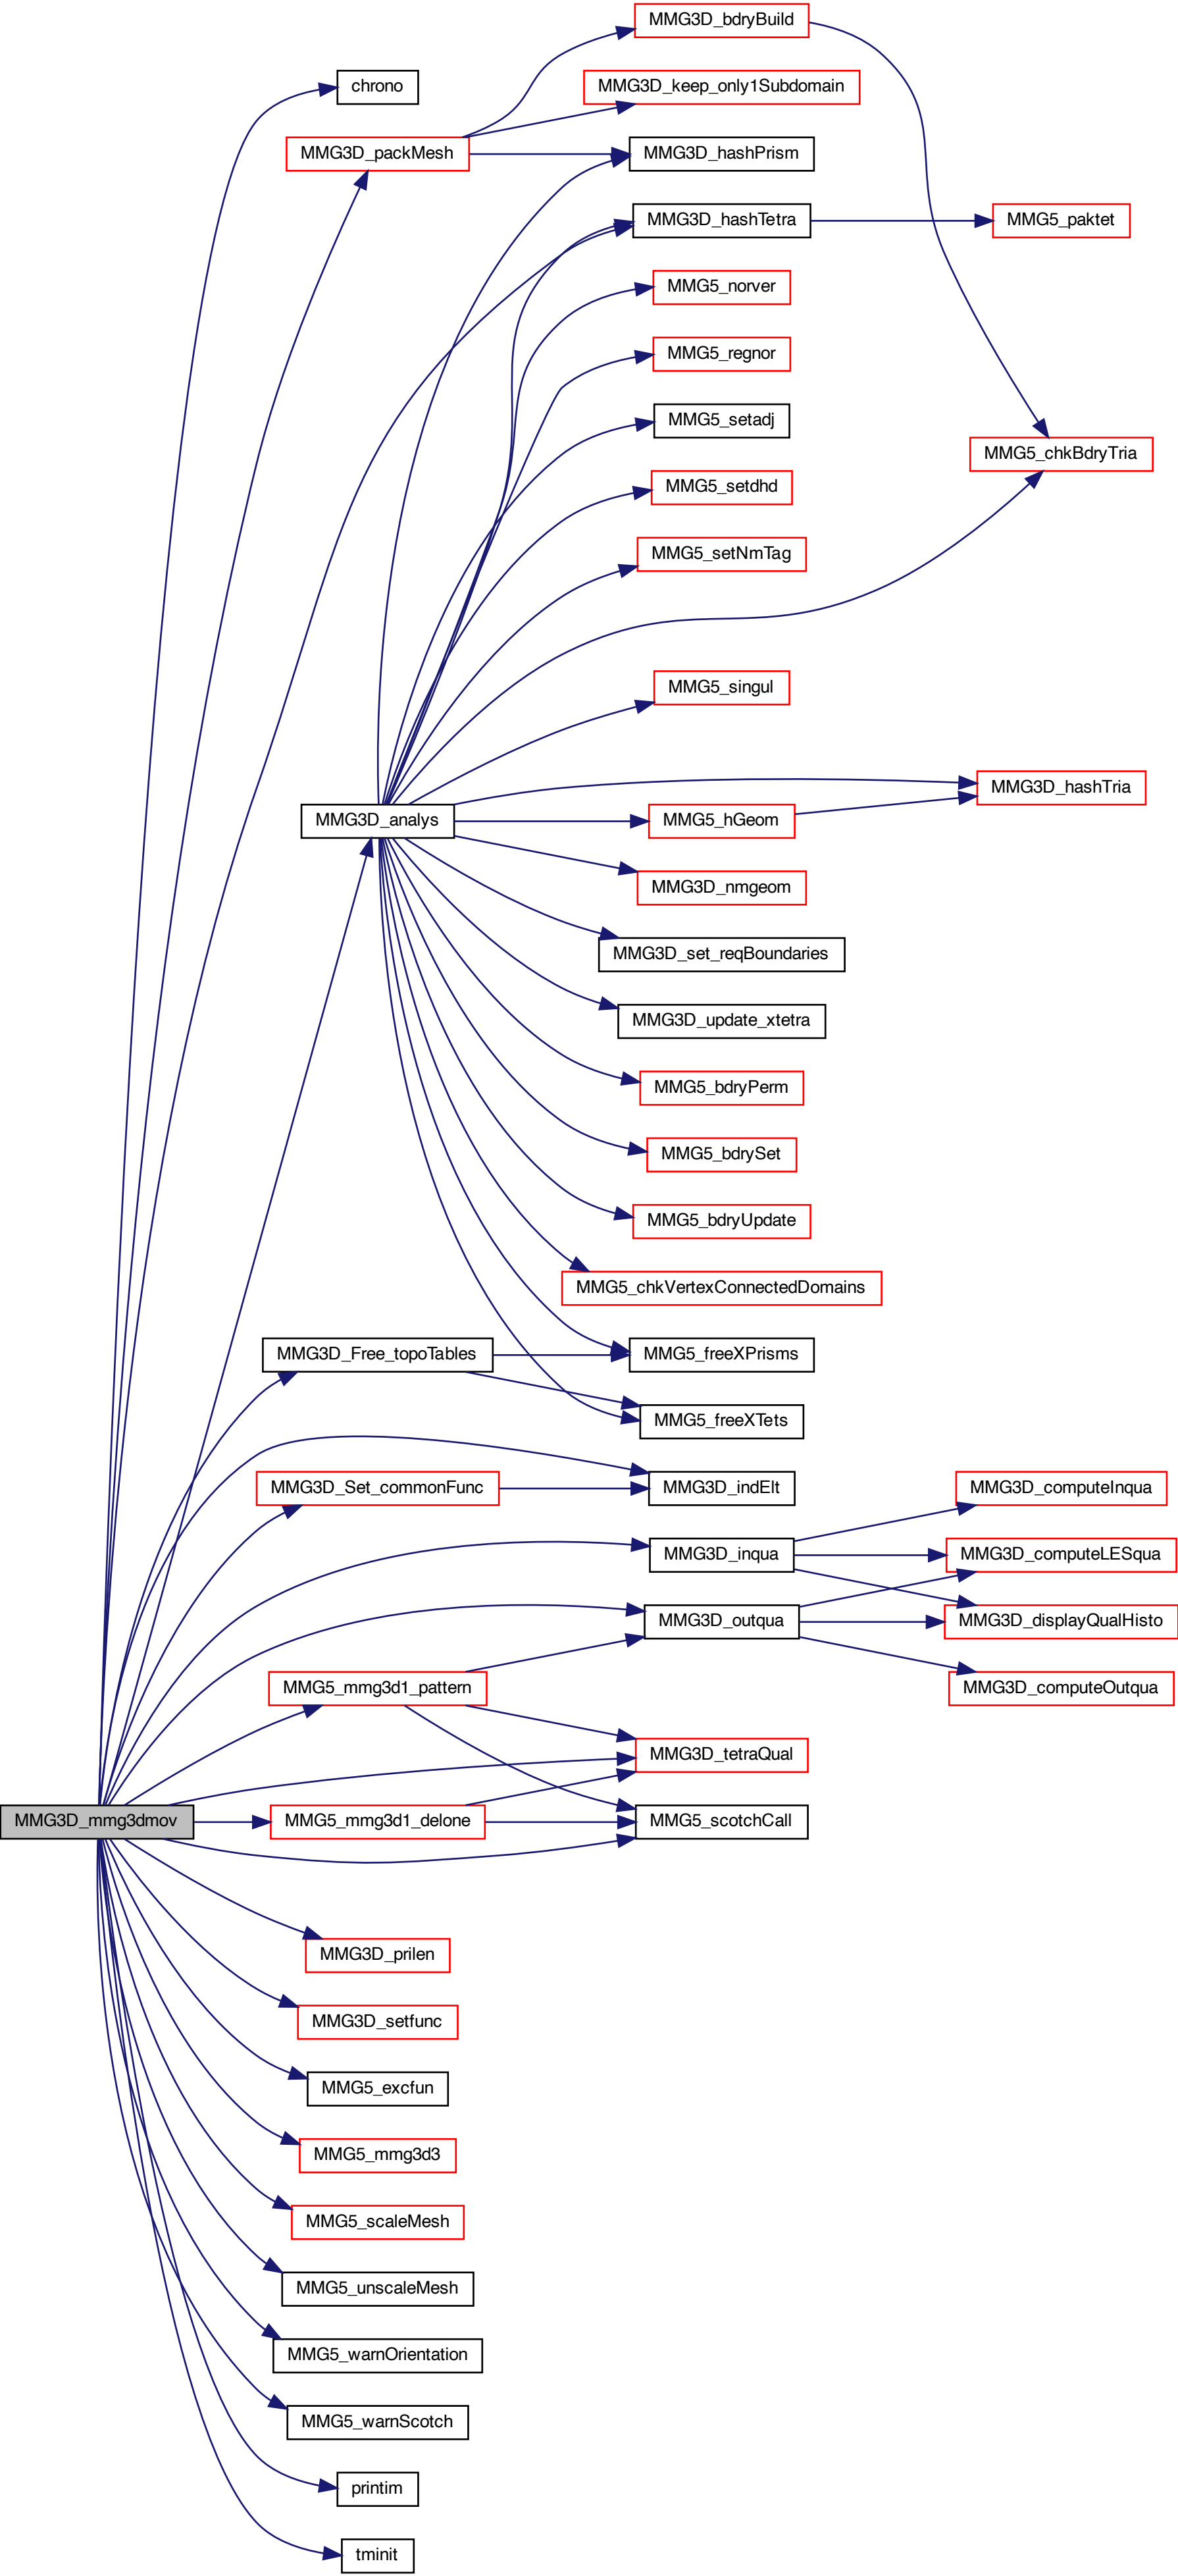 MMG3D_bdryBuild
chrono
MMG3D_keep_only1Subdomain
MMG3D_packMesh
MMG3D_hashPrism
MMG3D_hashTetra
MMG5_paktet
MMG5_norver
MMG5_regnor
MMG5_setadj
MMG5_chkBdryTria
MMG5_setdhd
MMG5_setNmTag
MMG5_singul
MMG3D_hashTria
MMG3D_analys
MMG5_hGeom
MMG3D_nmgeom
MMG3D_set_reqBoundaries
MMG3D_update_xtetra
MMG5_bdryPerm
MMG5_bdrySet
MMG5_bdryUpdate
MMG5_chkVertexConnectedDomains
MMG3D_Free_topoTables
MMG5_freeXPrisms
MMG5_freeXTets
MMG3D_Set_commonFunc
MMG3D_indElt
MMG3D_computeInqua
MMG3D_inqua
MMG3D_computeLESqua
MMG3D_outqua
MMG3D_displayQualHisto
MMG5_mmg3d1_pattern
MMG3D_computeOutqua
MMG3D_tetraQual
MMG3D_mmg3dmov
MMG5_mmg3d1_delone
MMG5_scotchCall
MMG3D_prilen
MMG3D_setfunc
MMG5_excfun
MMG5_mmg3d3
MMG5_scaleMesh
MMG5_unscaleMesh
MMG5_warnOrientation
MMG5_warnScotch
printim
tminit